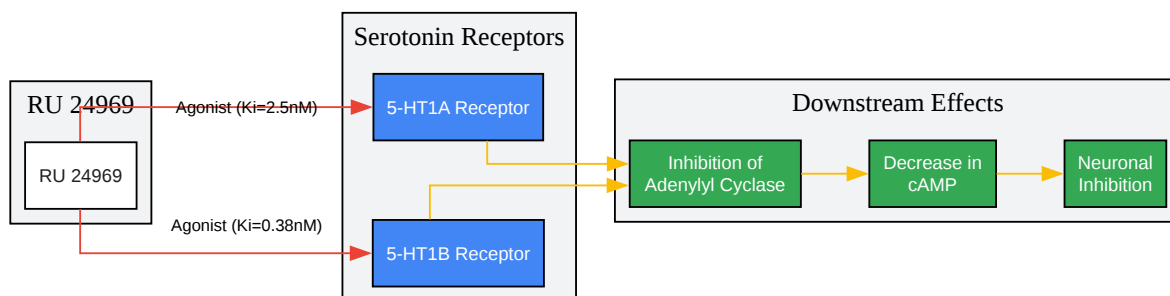 RU 24969
RU 24969
Agonist (Ki=2.5nM)
Agonist (Ki=0.38nM)
Serotonin Receptors
5-HT1A Receptor
5-HT1B Receptor
Downstream Effects
Inhibition of
Adenylyl Cyclase
Decrease in
cAMP
Neuronal
Inhibition